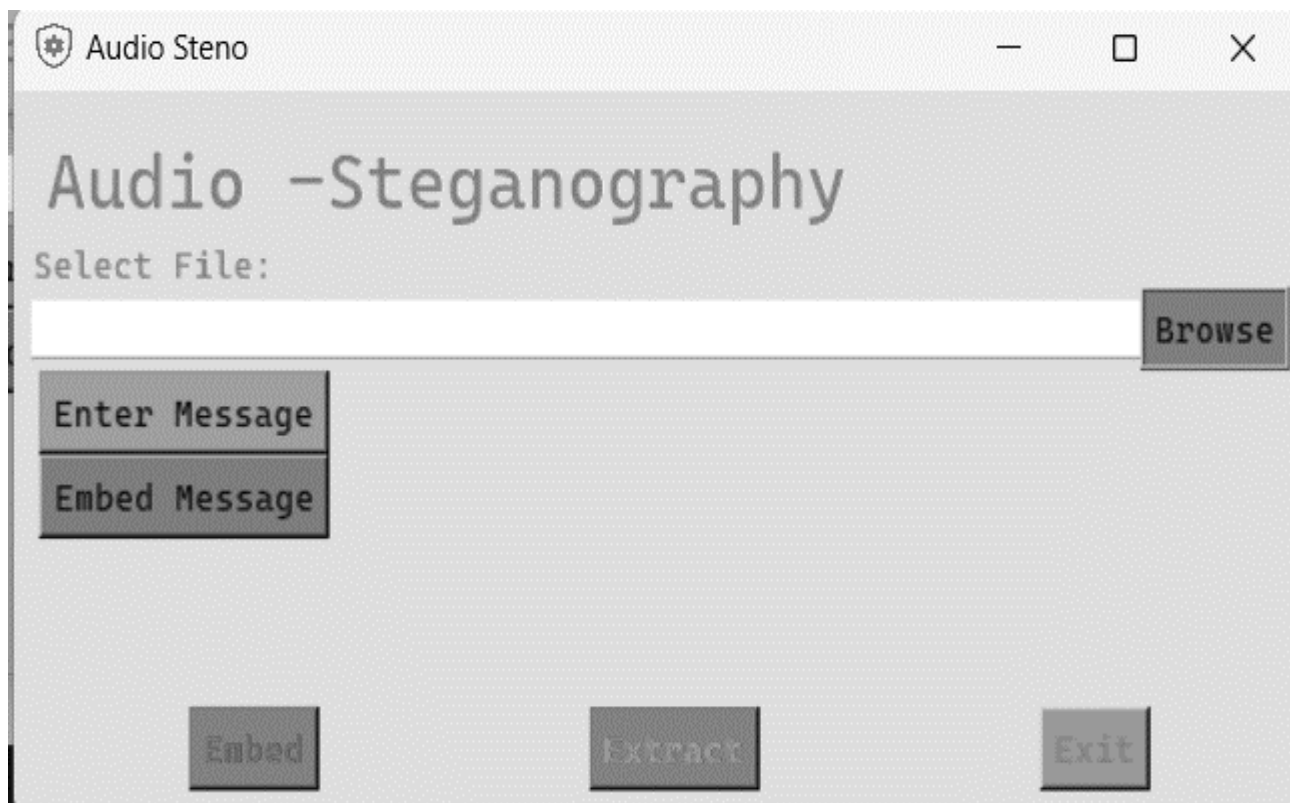 Audio Steno
Audio -Steganography
Select File:
Browse
Enter Message
Embed Message
Embed Extract Exit